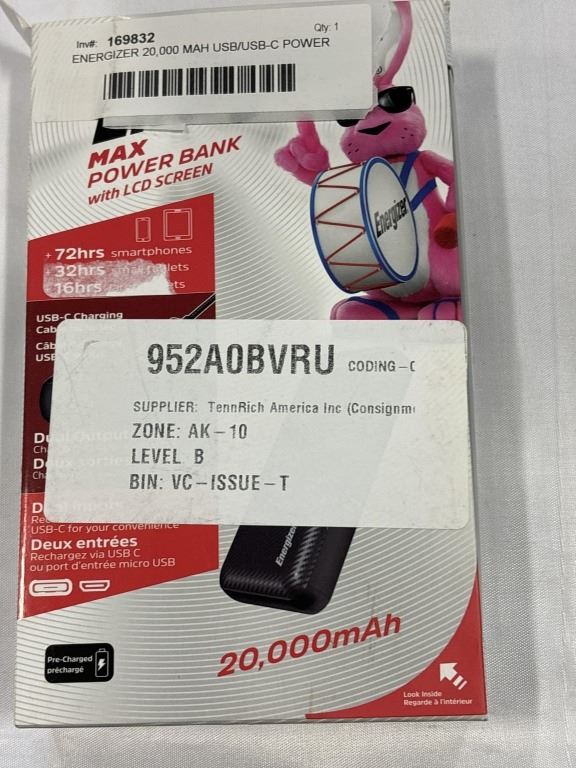 Inv#: 169832 Qty: 1
ENERGIZER 20,000 MAH USB/USB-C POWER
MAX
POWER BANK
with LCD SCREEN
Energizer
+ 72hrs smartphones
+ 32hrs small tablets
+ 16hrs
USB-C Charging
952A0BVRU CODING-
SUPPLIER: TennRich America Inc
ZONE: AK-10
LEVEL B
BIN: VC-ISSUE-T
USB-C for your convenience
Deux entrées
Rechargez via USB C
ou port d'entrée micro USB
Energizer
20,000mAh
Pre-Charged
préchargé
Look Inside
Regarde à l'intérieur